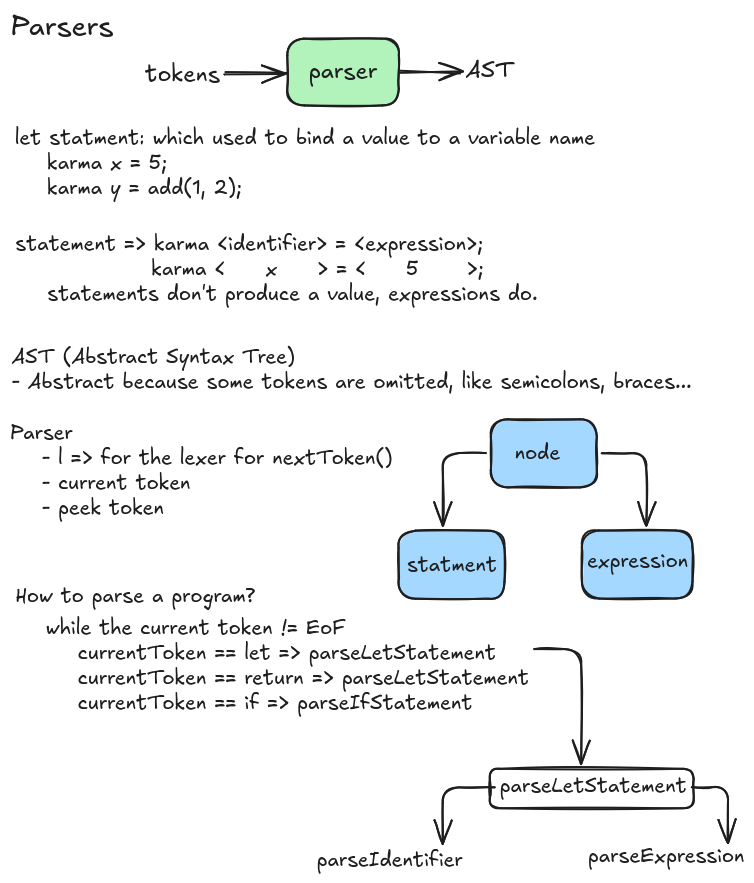 Parsers
tokens
parser
AST
let statment: which used to bind a value to a variable name
karma x = 5;
karma y = add(1, 2);
statement => karma <identifier> = <expression>;
karma < x > = < 5 >;
statements don't produce a value, expressions do.
AST (Abstract Syntax Tree)
- Abstract because some tokens are omitted, like semicolons, braces...
Parser
- l => for the lexer for nextToken()
- current token
- peek token
node
statment
expression
How to parse a program?
while the current token != EoF
currentToken == let => parseLetStatement
currentToken == return => parseLetStatement
currentToken == if => parseIfStatement
parseLetStatement
parseIdentifier
parseExpression